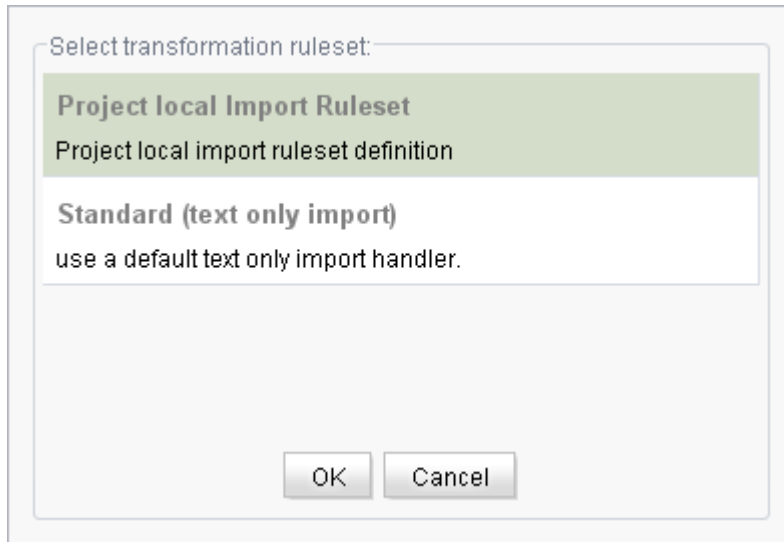 Select transformation ruleset:
Project local Import Ruleset
Project local import ruleset definition
Standard (text only import)
use a default text only import handler.
OK Cancel